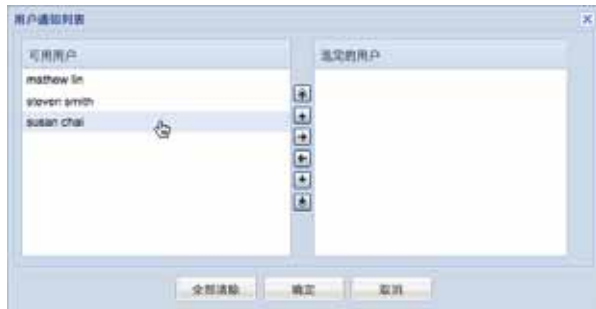 用户通知列表
可用用户
选定的用户
mathew lin
steven smith
susan chai
全部清除 确定 取消